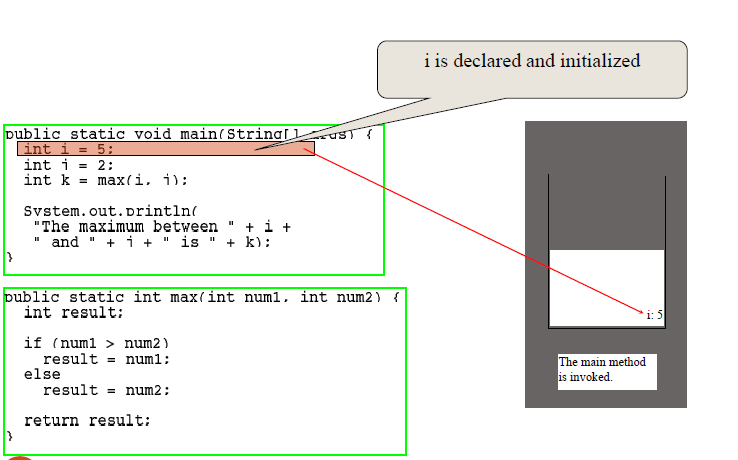 i is declared and initialized
public static void main(String[] args) {
int i = 5;
int j = 2;
int k = max(i, j);
System.out.println(
"The maximum between " + i +
" and " + j + " is " + k);
}
i: 5
The main method
is invoked.
public static int max(int num1, int num2) {
int result;
if (num1 > num2)
result = num1;
else
result = num2;
return result;
}